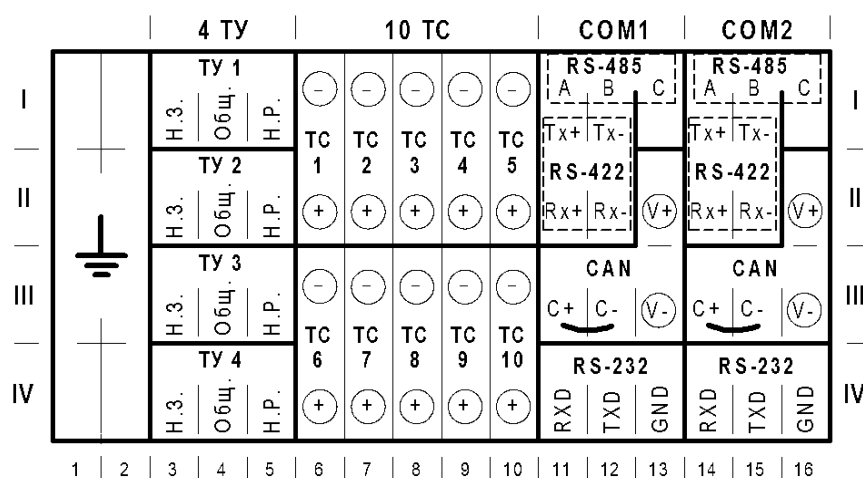 4 ТУ 10 ТС COM1 COM2
ТУ 1 RS-485 RS-485
A B C A B C
I Н.З. Общ. Н.Р. - - - - - I
Tx+ Tx- Tx+ Tx-
ТС 1 ТС 2 ТС 3 ТС 4 ТС 5
ТУ 2 RS-422 RS-422
II Н.З. Общ. Н.Р. + + + + + Rx+ Rx- V+ Rx+ Rx- V+ II
ТУ 3 CAN CAN
III Н.З. Общ. Н.Р. - - - - - C+ C- V- C+ C- V- III
ТС 6 ТС 7 ТС 8 ТС 9 ТС 10
ТУ 4 RS-232 RS-232
IV Н.З. Общ. Н.Р. + + + + + RXD TXD GND RXD TXD GND IV
1 2 3 4 5 6 7 8 9 10 11 12 13 14 15 16